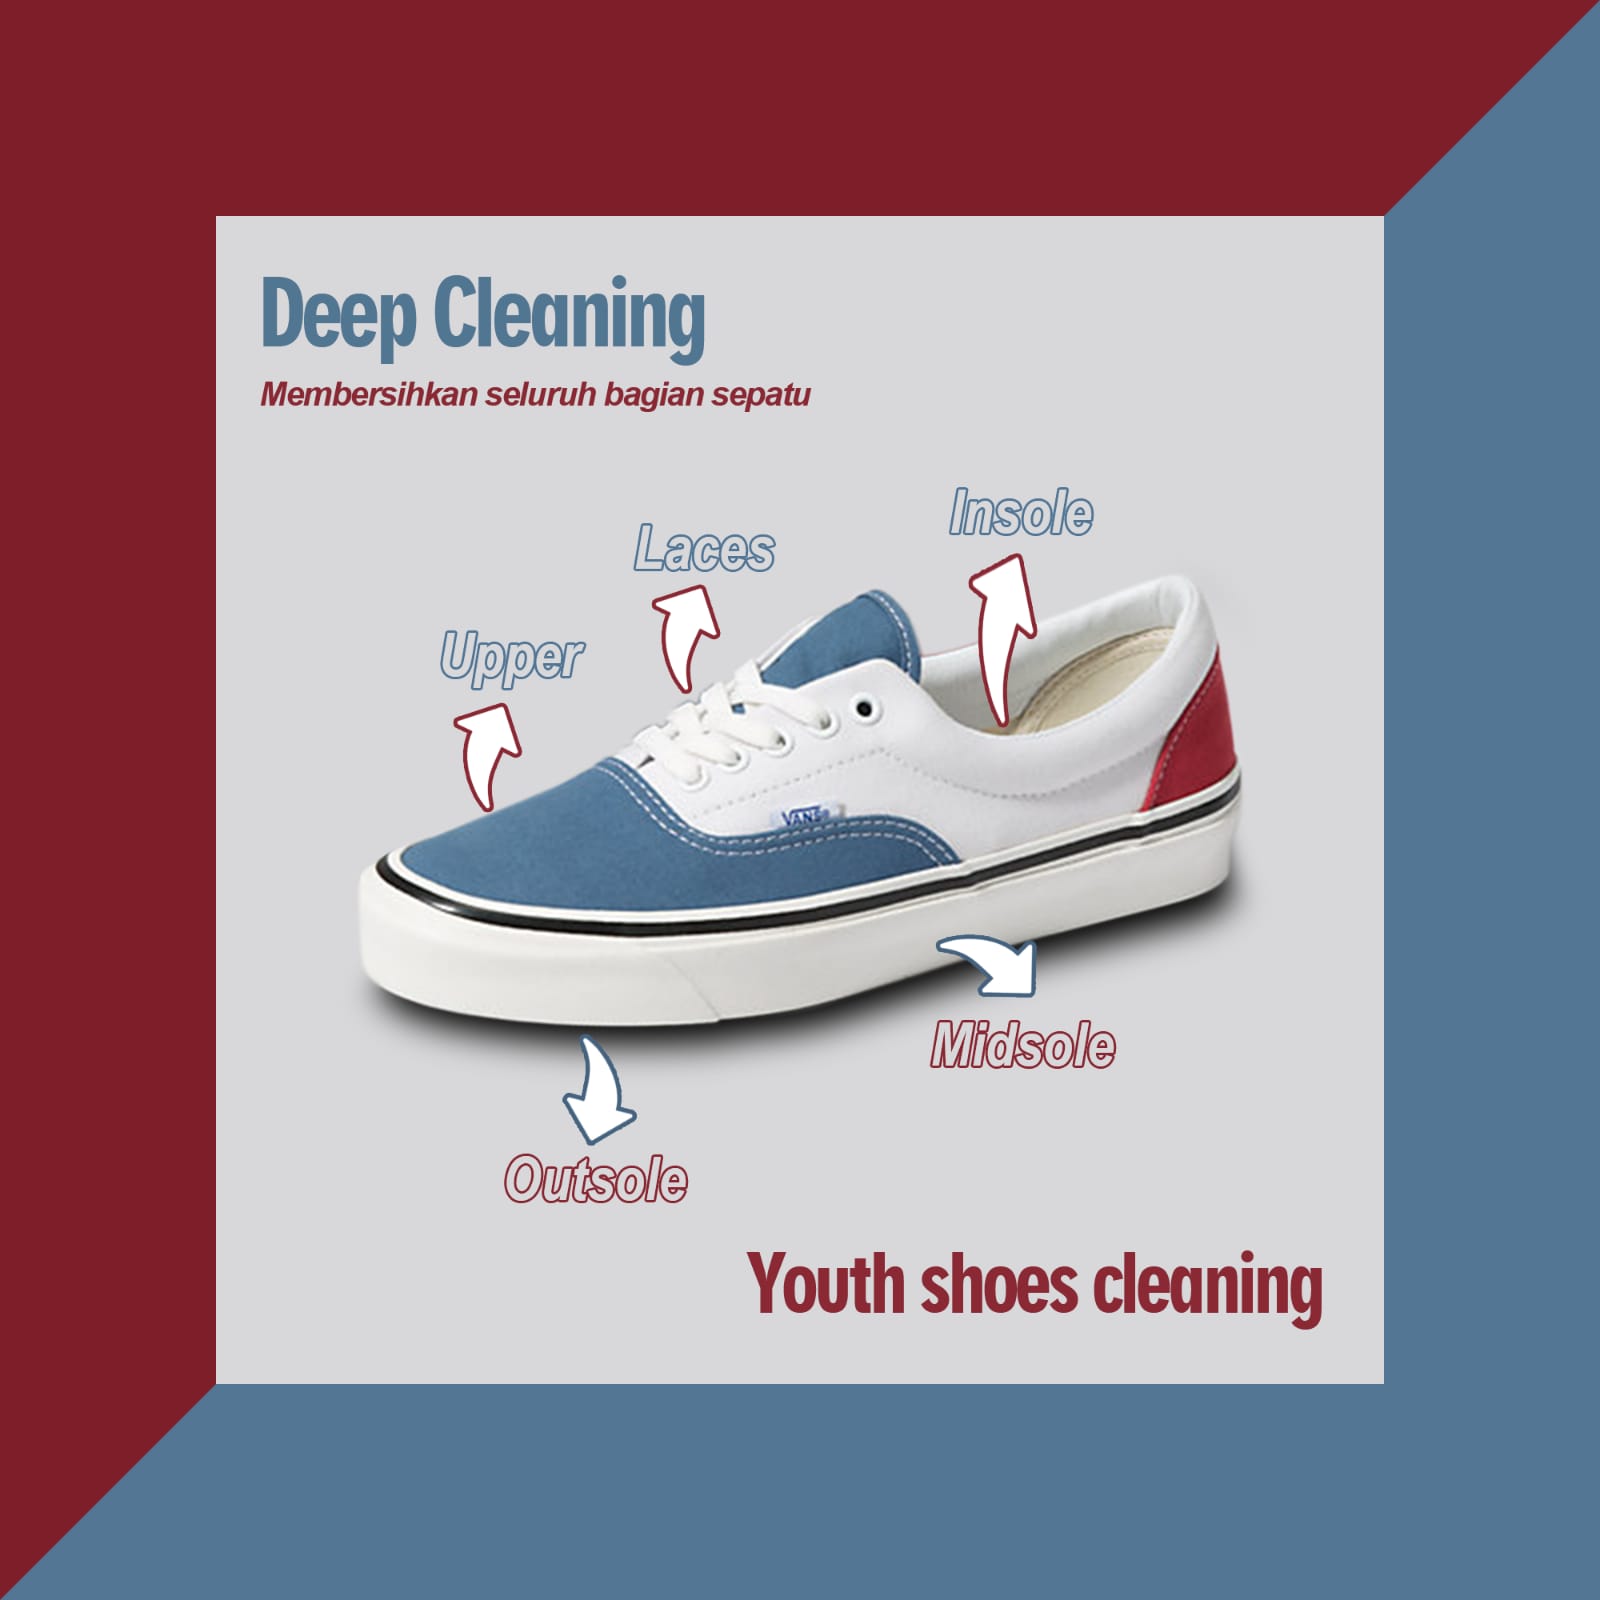 Deep Cleaning
Membersihkan seluruh bagian sepatu
Insole
Laces
Upper
VANS
Midsole
Outsole
Youth shoes cleaning